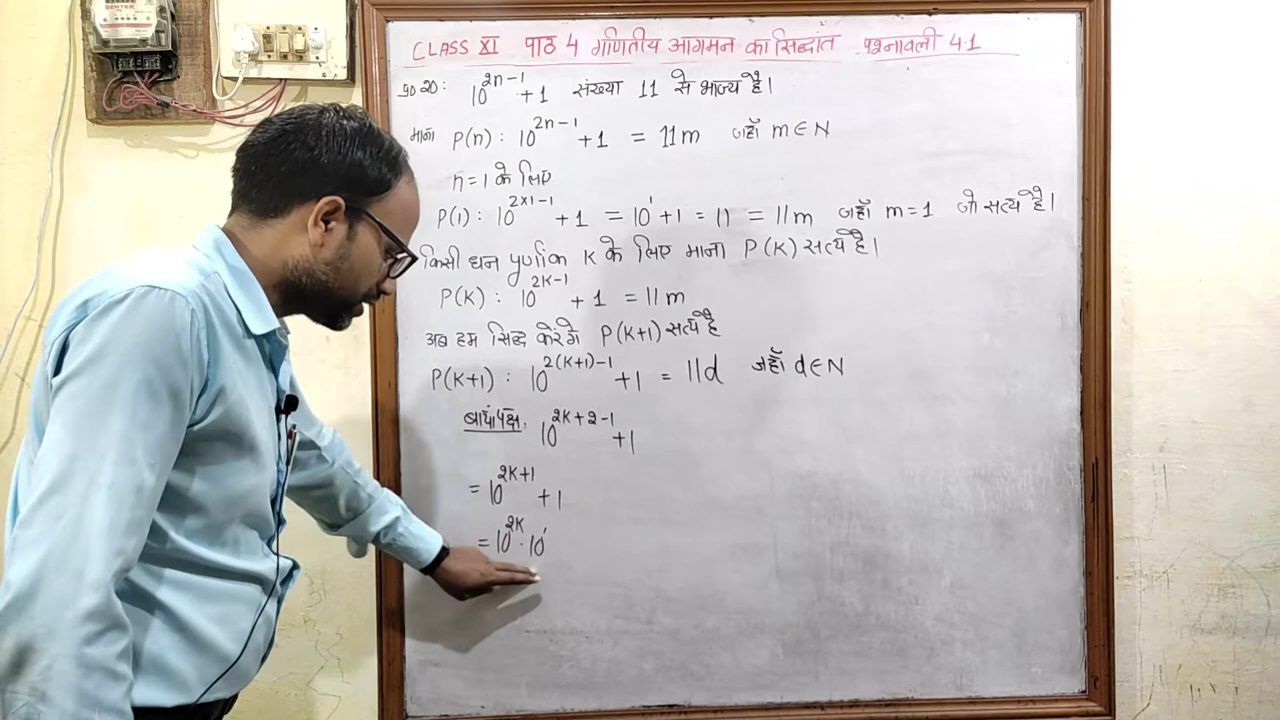 CLASS XI पाठ 4 गणितीय आगमन का सिद्धांत प्रश्नावली 4.1
प्र० 20: 10^{2n-1} + 1 संख्या 11 से भाज्य है।
माना P(n) : 10^{2n-1} + 1 = 11m जहाँ m ∈ N
n=1 के लिए
P(1) : 10^{2×1-1} + 1 = 10^1 + 1 = 11 = 11m जहाँ m=1 जो सत्य है।
किसी धन पूर्णांक K के लिए माना P(K) सत्य है।
P(K) : 10^{2K-1} + 1 = 11m
अब हम सिद्ध करेंगे P(K+1) सत्य है
P(K+1) : 10^{2(K+1)-1} + 1 = 11d जहाँ d ∈ N
बायाँ पक्ष : 10^{2K+2-1} + 1
= 10^{2K+1} + 1
= 10^{2K} · 10^1